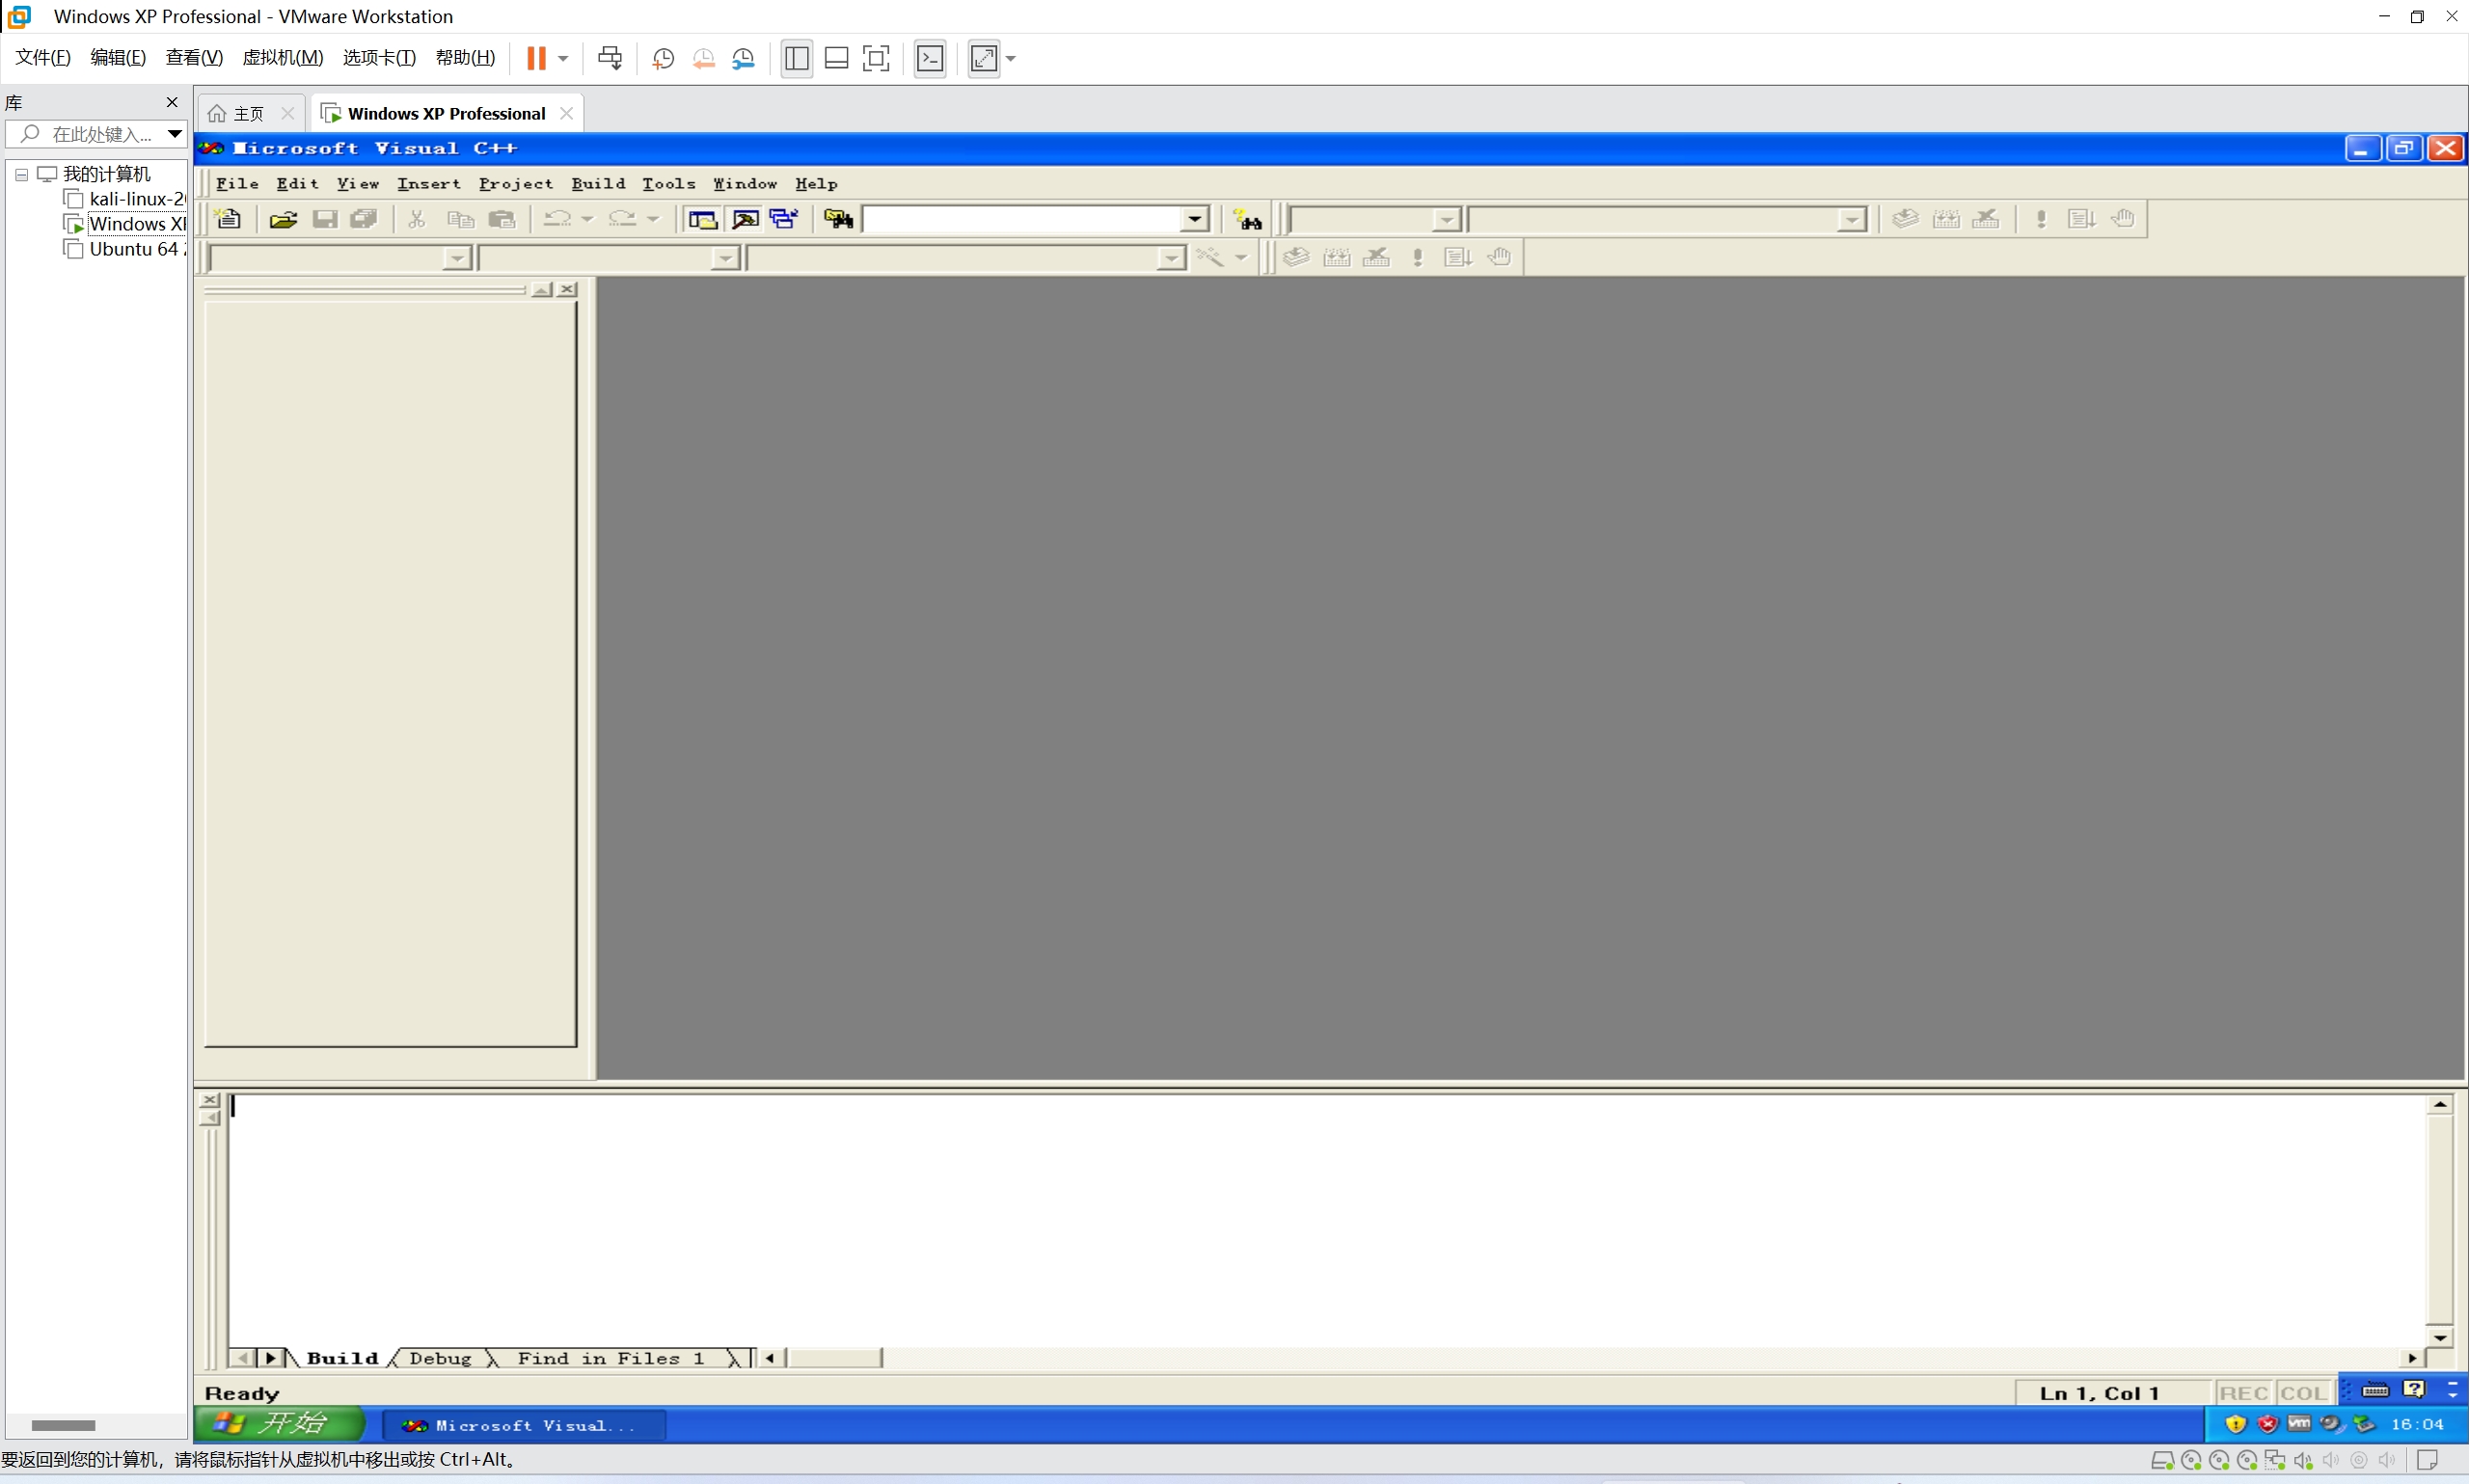 Windows XP Professional - VMware Workstation
文件(F) 编辑(E) 查看(V) 虚拟机(M) 选项卡(T) 帮助(H)
库
主页
Windows XP Professional
在此处键入...
Microsoft Visual C++
我的计算机
kali-linux-2
Windows XP
Ubuntu 64
File Edit View Insert Project Build Tools Window Help
Build Debug Find in Files 1
Ready
Ln 1, Col 1 REC COL
开始
Microsoft Visual...
vm
16:04
要返回到您的计算机，请将鼠标指针从虚拟机中移出或按 Ctrl+Alt。